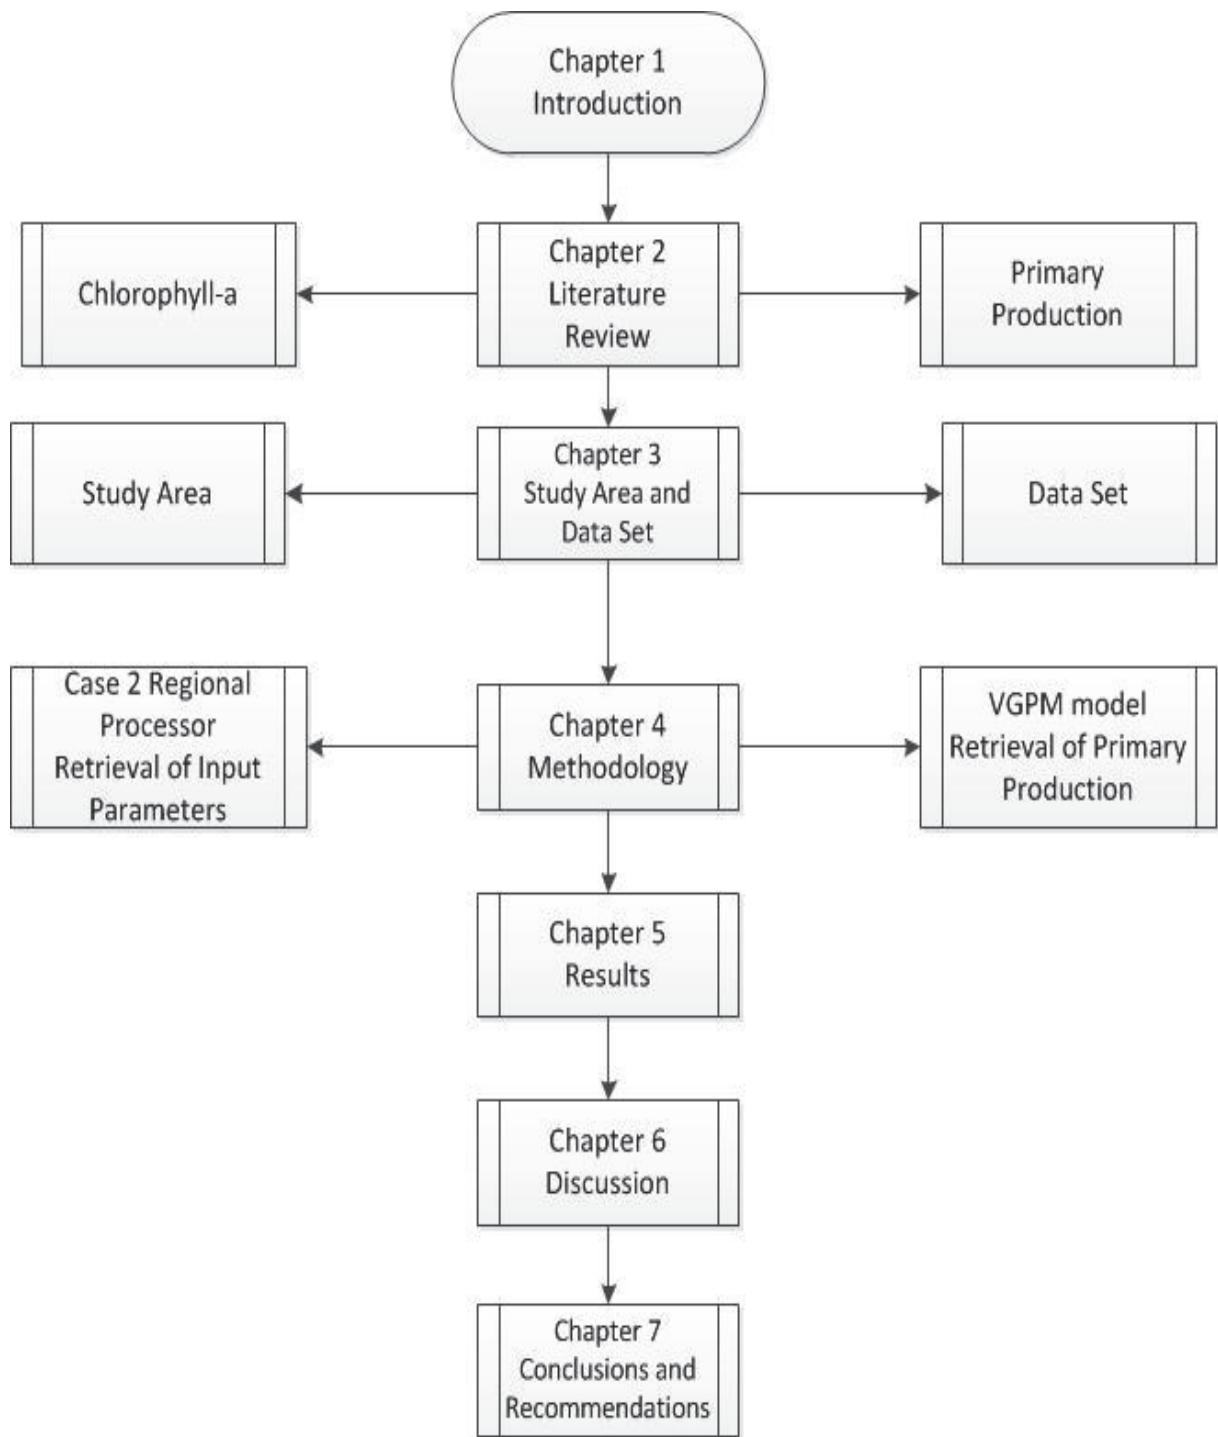 Chapter 1
Introduction
Chlorophyll-a
Chapter 2
Literature
Review
Primary
Production
Study Area
Chapter 3
Study Area and
Data Set
Data Set
Case 2 Regional
Processor
Retrieval of Input
Parameters
Chapter 4
Methodology
VGPM model
Retrieval of Primary
Production
Chapter 5
Results
Chapter 6
Discussion
Chapter 7
Conclusions and
Recommendations